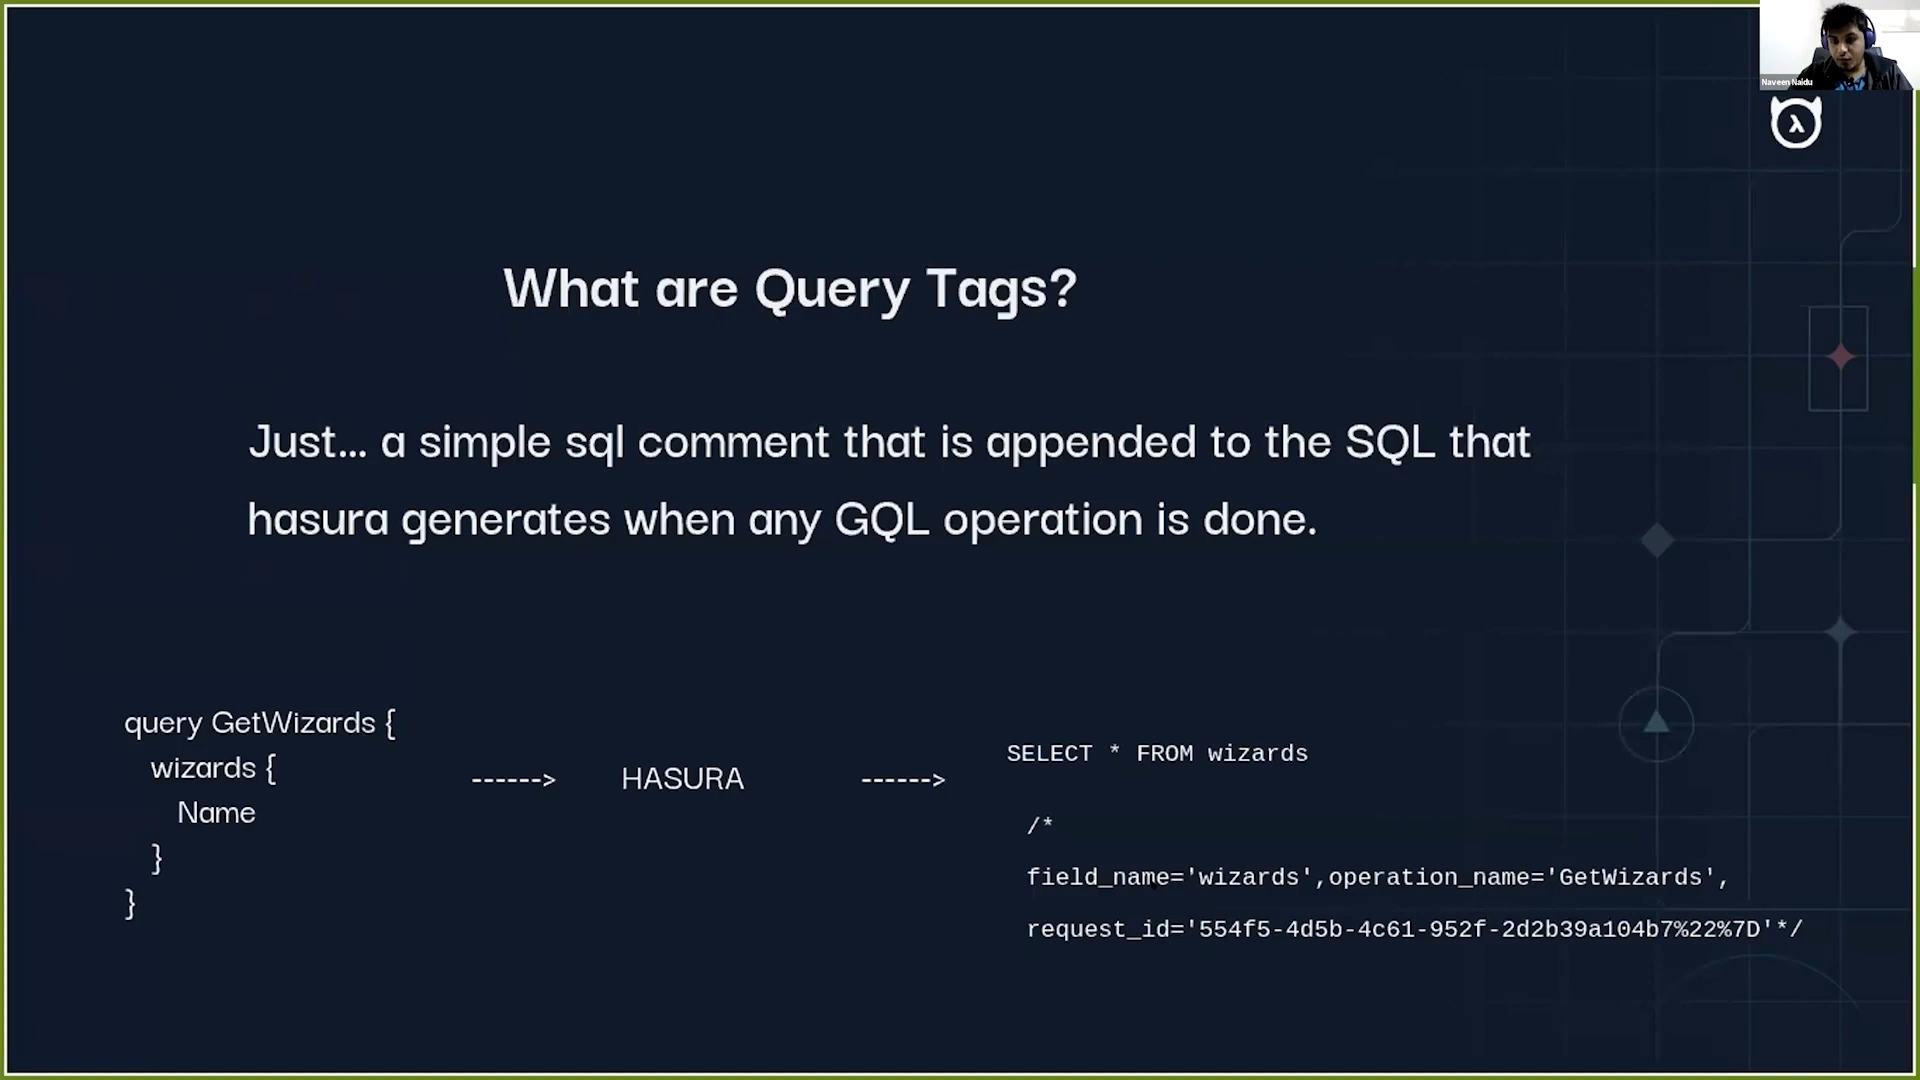 Naveen Naidu
λ
What are Query Tags?
Just... a simple sql comment that is appended to the SQL that
hasura generates when any GQL operation is done.
query GetWizards {
wizards {
Name
}
}
------>
HASURA
------>
SELECT * FROM wizards
/*
field_name='wizards',operation_name='GetWizards',
request_id='554f5-4d5b-4c61-952f-2d2b39a104b7%22%7D'*/